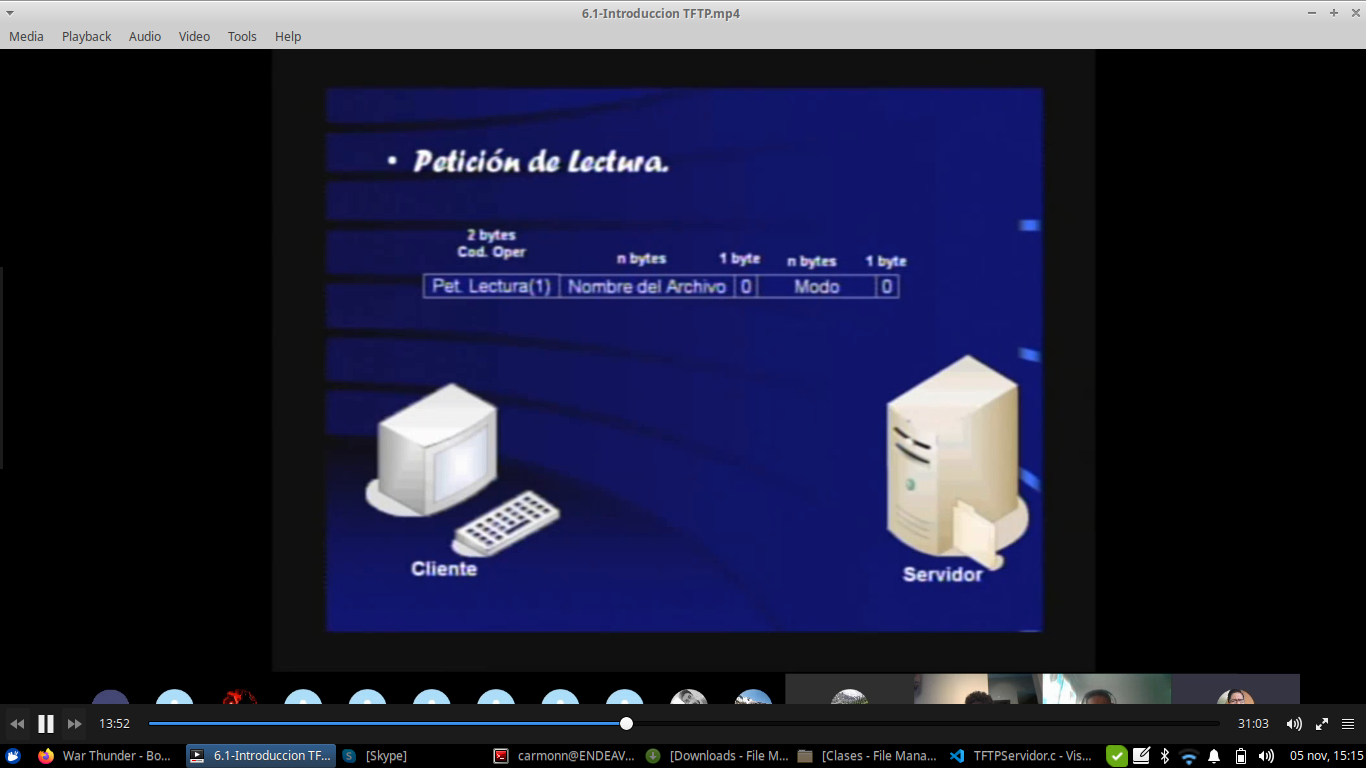 6.1-Introduccion TFTP.mp4
Media Playback Audio Video Tools Help
• Petición de Lectura.
2 bytes
Cod. Oper
n bytes 1 byte n bytes 1 byte
Pet. Lectura(1) Nombre del Archivo 0 Modo 0
Cliente
Servidor
13:52 31:03
War Thunder - Bo... 6.1-Introduccion TF... [Skype] carmonn@ENDEAV... [Downloads - File M... [Clases - File Mana... TFTPServidor.c - Vis... 05 nov, 15:15